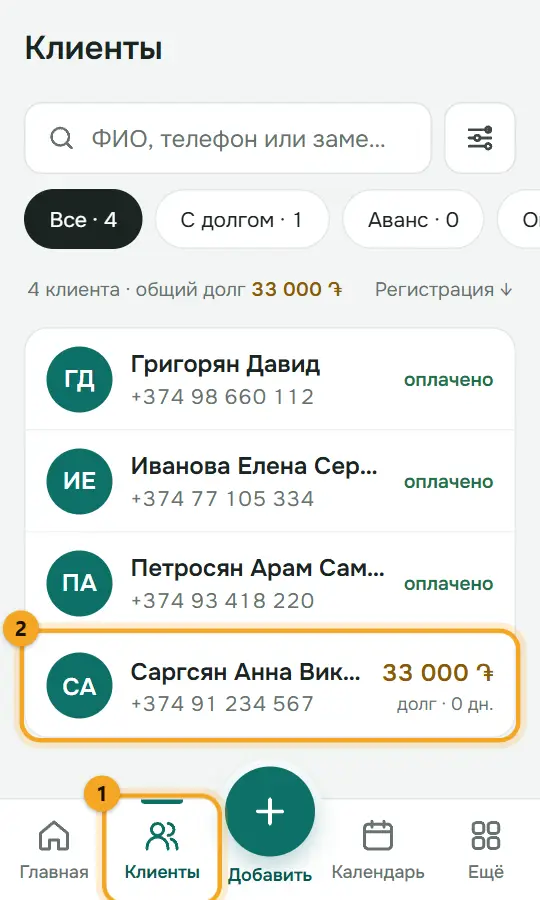 Клиенты
ФИО, телефон или заме...
Все · 4
С долгом · 1
Аванс · 0
4 клиента · общий долг 33 000 ֏
Регистрация ↓
ГД
Григорян Давид
+374 98 660 112
оплачено
ИЕ
Иванова Елена Сер...
+374 77 105 334
оплачено
ПА
Петросян Арам Сам...
+374 93 418 220
оплачено
2
СА
Саргсян Анна Вик...
+374 91 234 567
33 000 ֏
долг · 0 дн.
1
Главная
Клиенты
Добавить
Календарь
Ещё